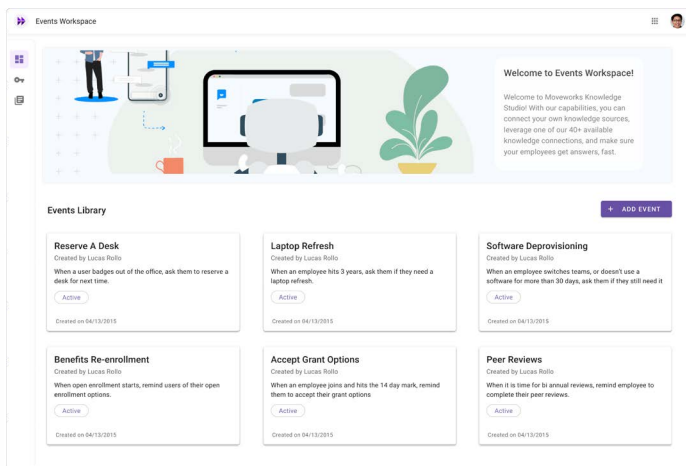 Events Workspace
Welcome to Events Workspace!
Welcome to Moveworks Knowledge
Studio! With our capabilities, you can
connect your own knowledge sources,
leverage one of our 40+ available
knowledge connections, and make sure
your employees get answers, fast.
Events Library
+ ADD EVENT
Reserve A Desk
Created by Lucas Rollo
When a user badges out of the office, ask them to reserve a
desk for next time.
Active
Created on 04/13/2015
Laptop Refresh
Created by Lucas Rollo
When an employee hits 3 years, ask them if they need a
laptop refresh.
Active
Created on 04/13/2015
Software Deprovisioning
Created by Lucas Rollo
When an employee switches teams, or doesn't use a
software for more than 30 days, ask them if they still need it
Active
Created on 04/13/2015
Benefits Re-enrollment
Created by Lucas Rollo
When open enrollment starts, remind users of their open
enrollment options.
Active
Created on 04/13/2015
Accept Grant Options
Created by Lucas Rollo
When an employee joins and hits the 14 day mark, remind
them to accept their grant options
Active
Created on 04/13/2015
Peer Reviews
Created by Lucas Rollo
When it is time for bi annual reviews, remind employee to
complete their peer reviews.
Active
Created on 04/13/2015